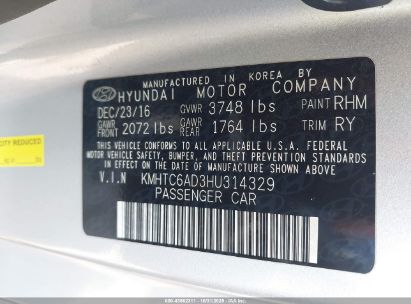 MANUFACTURED IN KOREA BY
HYUNDAI MOTOR COMPANY
DEC/23/16 GVWR 3748 lbs PAINT RHM
GAWR FRONT 2072 lbs GAWR REAR 1764 lbs TRIM RY
THIS VEHICLE CONFORMS TO ALL APPLICABLE U.S.A. FEDERAL
MOTOR VEHICLE SAFETY, BUMPER, AND THEFT PREVENTION STANDARDS
IN EFFECT ON THE DATE OF MANUFACTURE SHOWN ABOVE.
V.I.N KMHTC6AD3HU314329
PASSENGER CAR
CITY REDUCED